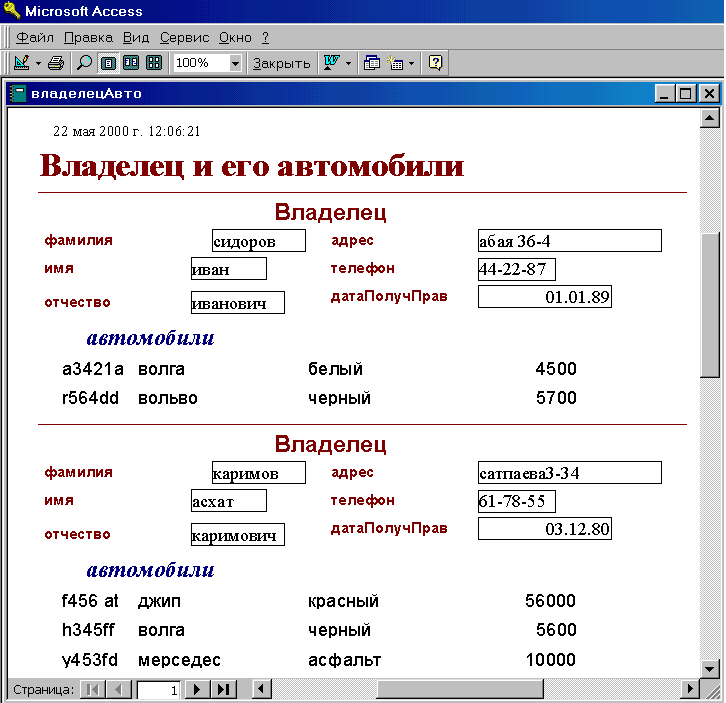 Microsoft Access
Файл Правка Вид Сервис Окно ?
100% Закрыть
владелецАвто
22 мая 2000 г. 12:06:21
Владелец и его автомобили
Владелец
фамилия сидоров адрес абая 36-4
имя иван телефон 44-22-87
отчество иванович датаПолучПрав 01.01.89
автомобили
а3421а волга белый 4500
r564dd вольво черный 5700
Владелец
фамилия каримов адрес сатпаева3-34
имя асхат телефон 61-78-55
отчество каримович датаПолучПрав 03.12.80
автомобили
f456 at джип красный 56000
h345ff волга черный 5600
y453fd мерседес асфальт 10000
Страница: 1